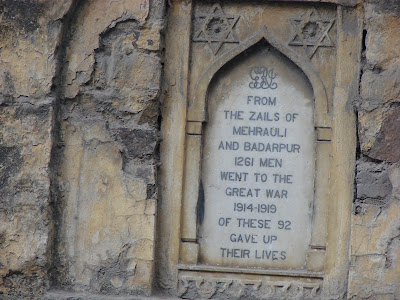 FROM
THE ZAILS OF
MEHRAULI
AND BADARPUR
1261 MEN
WENT TO THE
GREAT WAR
1914-1919
OF THESE 92
GAVE UP
THEIR LIVES